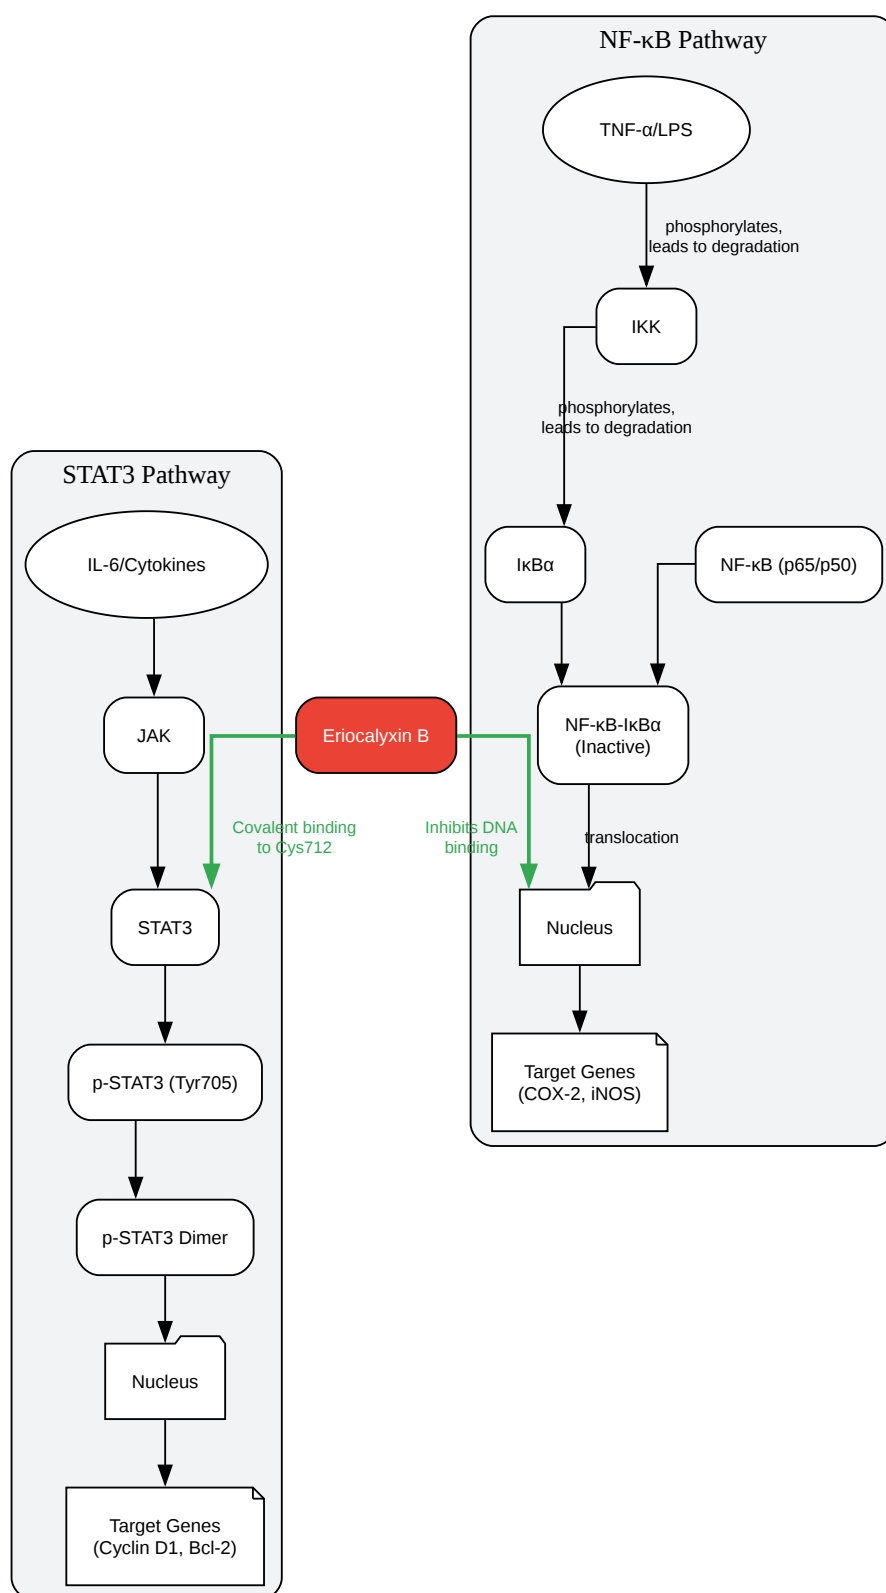 NF-κB Pathway
TNF-α/LPS
phosphorylates,
leads to degradation
IKK
phosphorylates,
leads to degradation
STAT3 Pathway
IL-6/Cytokines
IκBα
NF-κB (p65/p50)
JAK
Eriocalyxin B
NF-κB-IκBα
(Inactive)
Covalent binding
to Cys712
Inhibits DNA
binding
translocation
STAT3
Nucleus
p-STAT3 (Tyr705)
Target Genes
(COX-2, iNOS)
p-STAT3 Dimer
Nucleus
Target Genes
(Cyclin D1, Bcl-2)